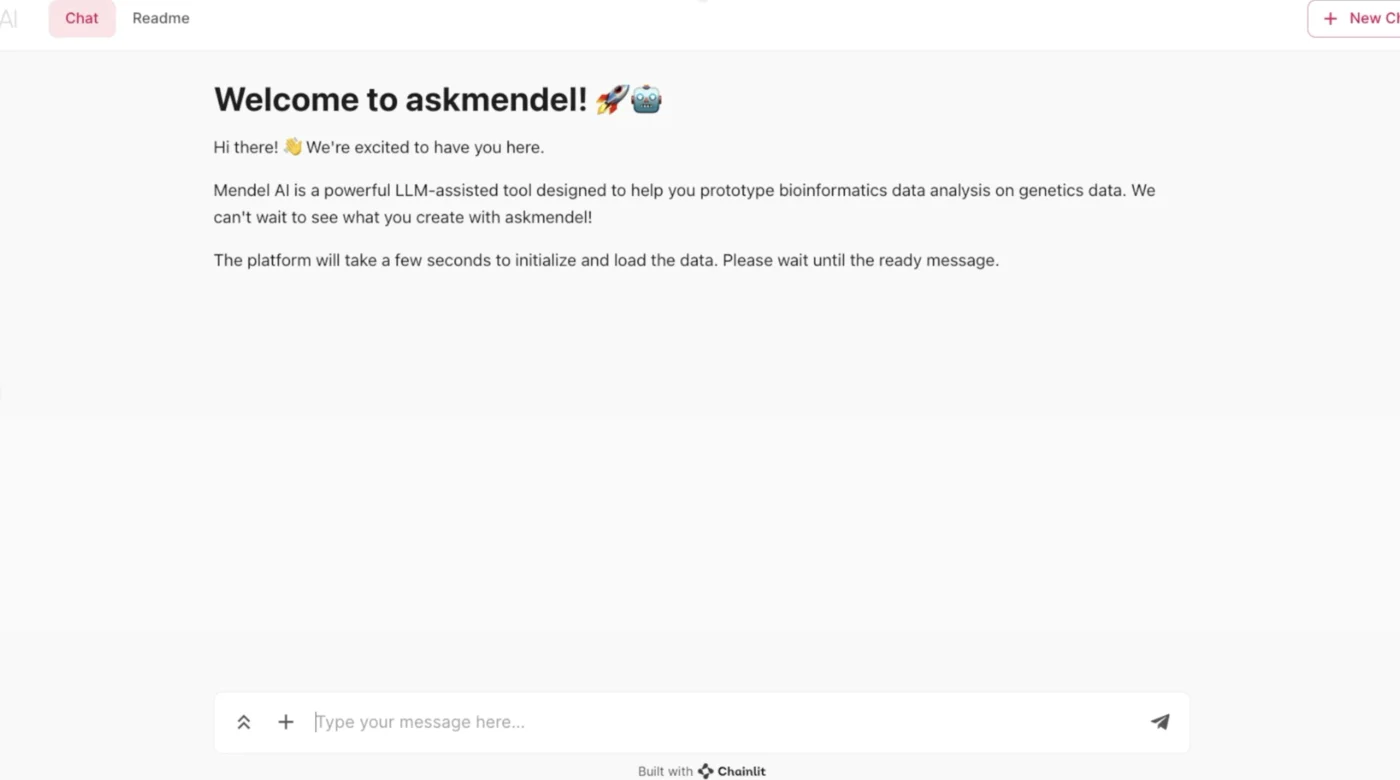 AI Chat Readme + New Ch
Welcome to askmendel! 🚀🤖
Hi there! 👋 We're excited to have you here.
Mendel AI is a powerful LLM-assisted tool designed to help you prototype bioinformatics data analysis on genetics data. We
can't wait to see what you create with askmendel!
The platform will take a few seconds to initialize and load the data. Please wait until the ready message.
Type your message here...
Built with Chainlit